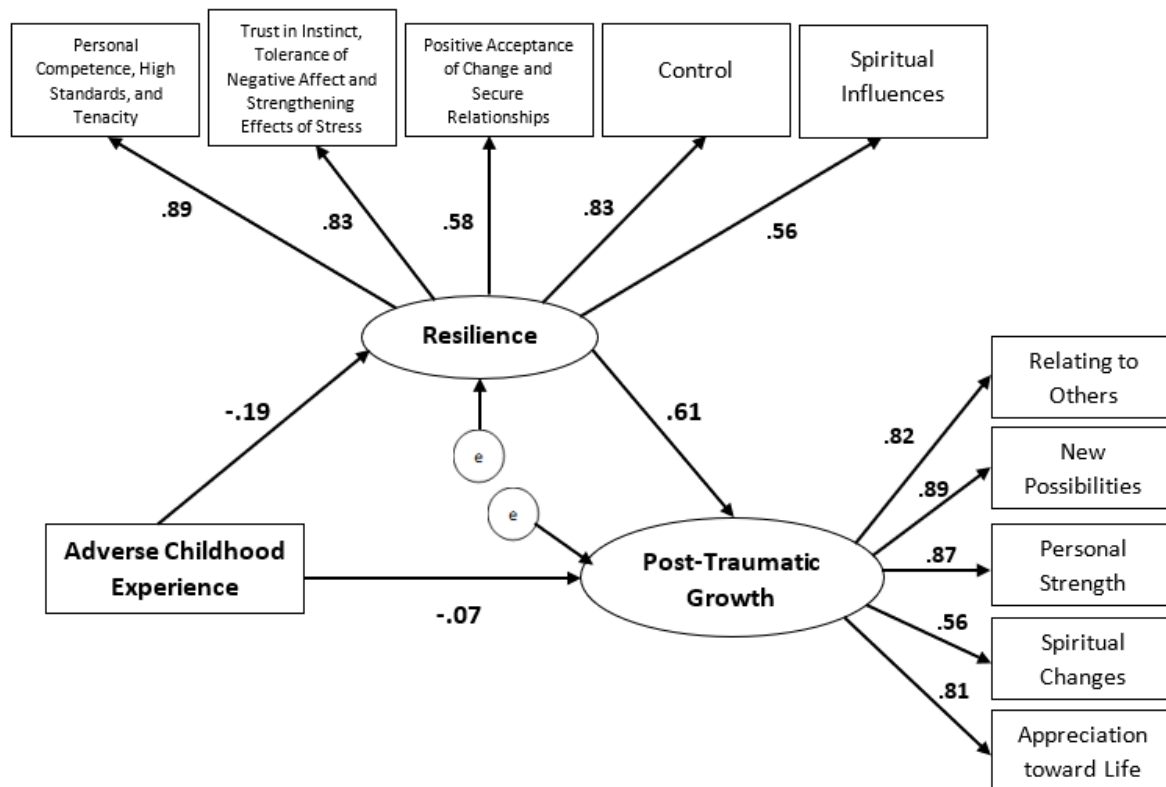 Personal
Competence, High
Standards, and
Tenacity
Trust in Instinct,
Tolerance of
Negative Affect and
Strengthening
Effects of Stress
Positive Acceptance
of Change and
Secure
Relationships
Control
Spiritual
Influences
.89
.83
.58
.83
.56
Resilience
-.19
.61
e
e
Adverse Childhood
Experience
-.07
Post-Traumatic
Growth
.82
.89
.87
.56
.81
Relating to
Others
New
Possibilities
Personal
Strength
Spiritual
Changes
Appreciation
toward Life